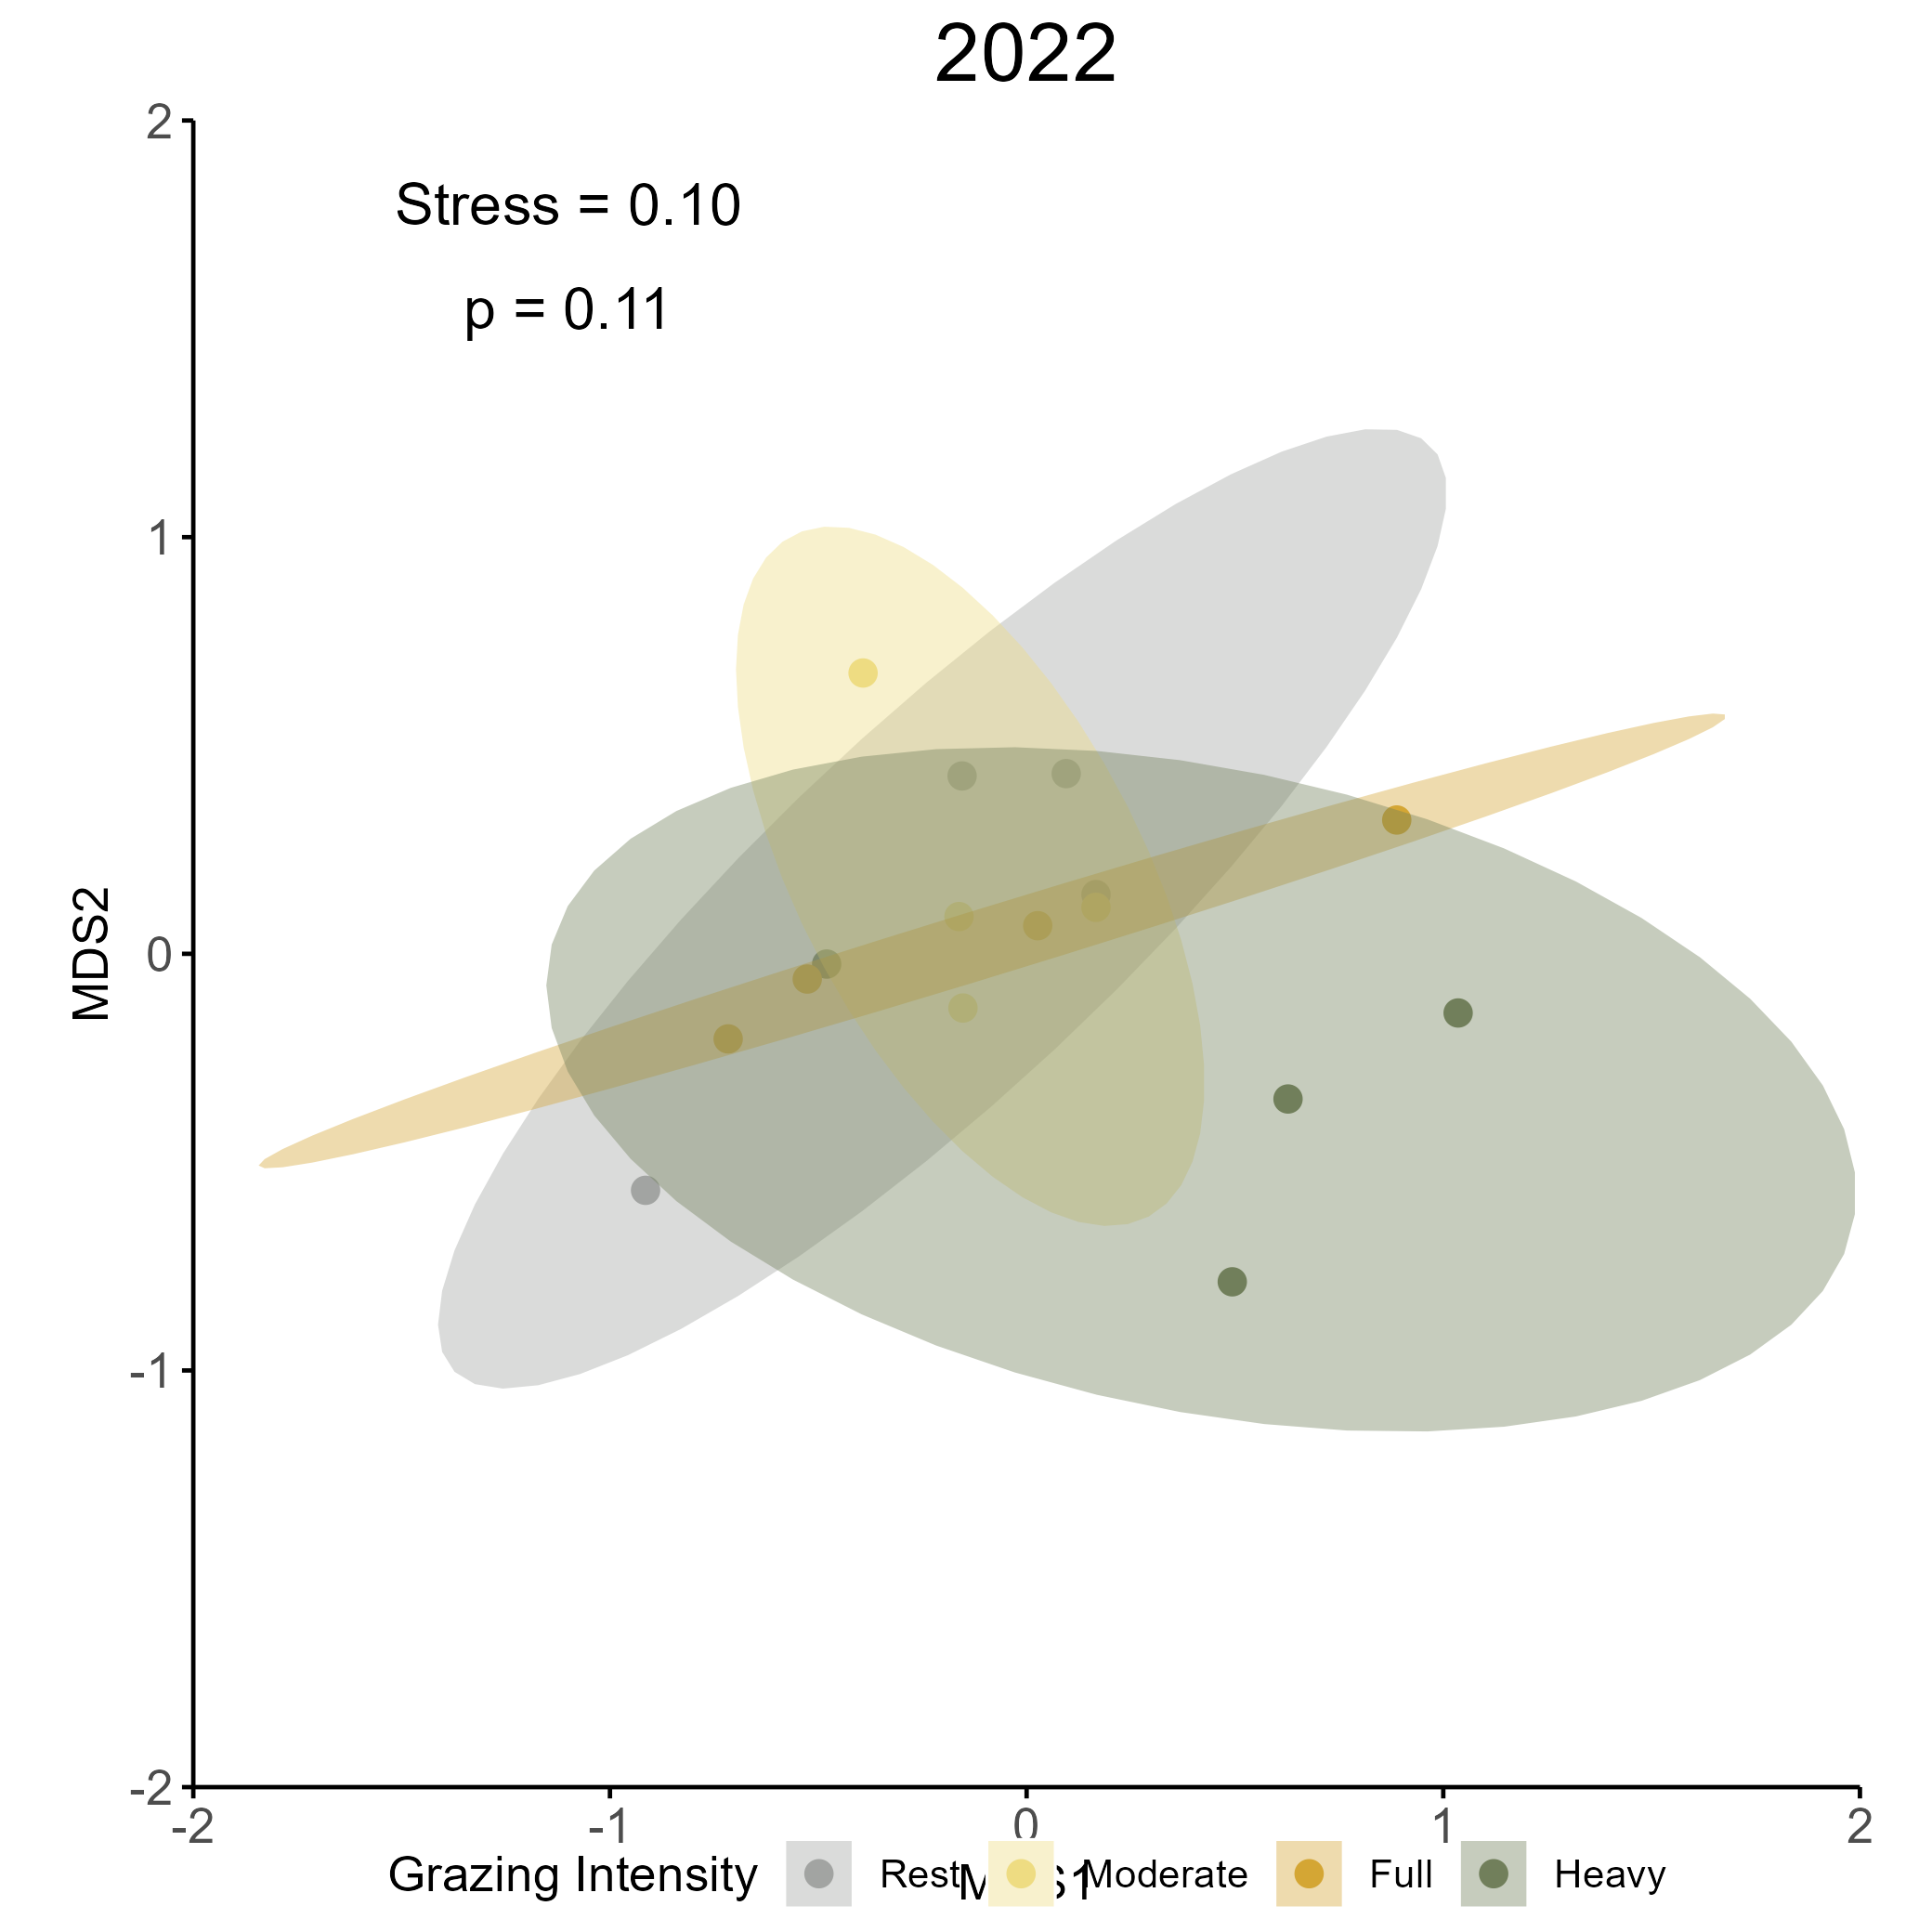 2022
2
Stress = 0.10
p = 0.11
1
MDS2
0
-1
-2
-2 -1 0 1 2
Grazing Intensity Rest Moderate Full Heavy